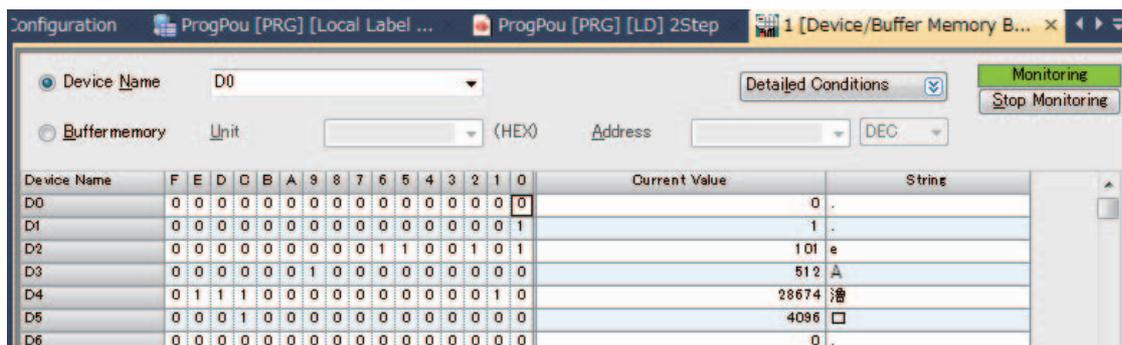 Configuration ProgPou [PRG] [Local Label ... ProgPou [PRG] [LD] 2Step 1 [Device/Buffer Memory B... ×
Device Name D0 Detailed Conditions Monitoring
Stop Monitoring
Buffermemory Unit (HEX) Address DEC
Device Name F E D C B A 9 8 7 6 5 4 3 2 1 0 Current Value String
D0 0 0 0 0 0 0 0 0 0 0 0 0 0 0 0 0 0 .
D1 0 0 0 0 0 0 0 0 0 0 0 0 0 0 0 1 1 .
D2 0 0 0 0 0 0 0 0 0 1 1 0 0 1 0 1 101 e
D3 0 0 0 0 0 0 1 0 0 0 0 0 0 0 0 0 512 A
D4 0 1 1 1 0 0 0 0 0 0 0 0 0 0 1 0 28674
D5 0 0 0 1 0 0 0 0 0 0 0 0 0 0 0 0 4096 □
D6 0 0 0 0 0 0 0 0 0 0 0 0 0 0 0 0 0 .